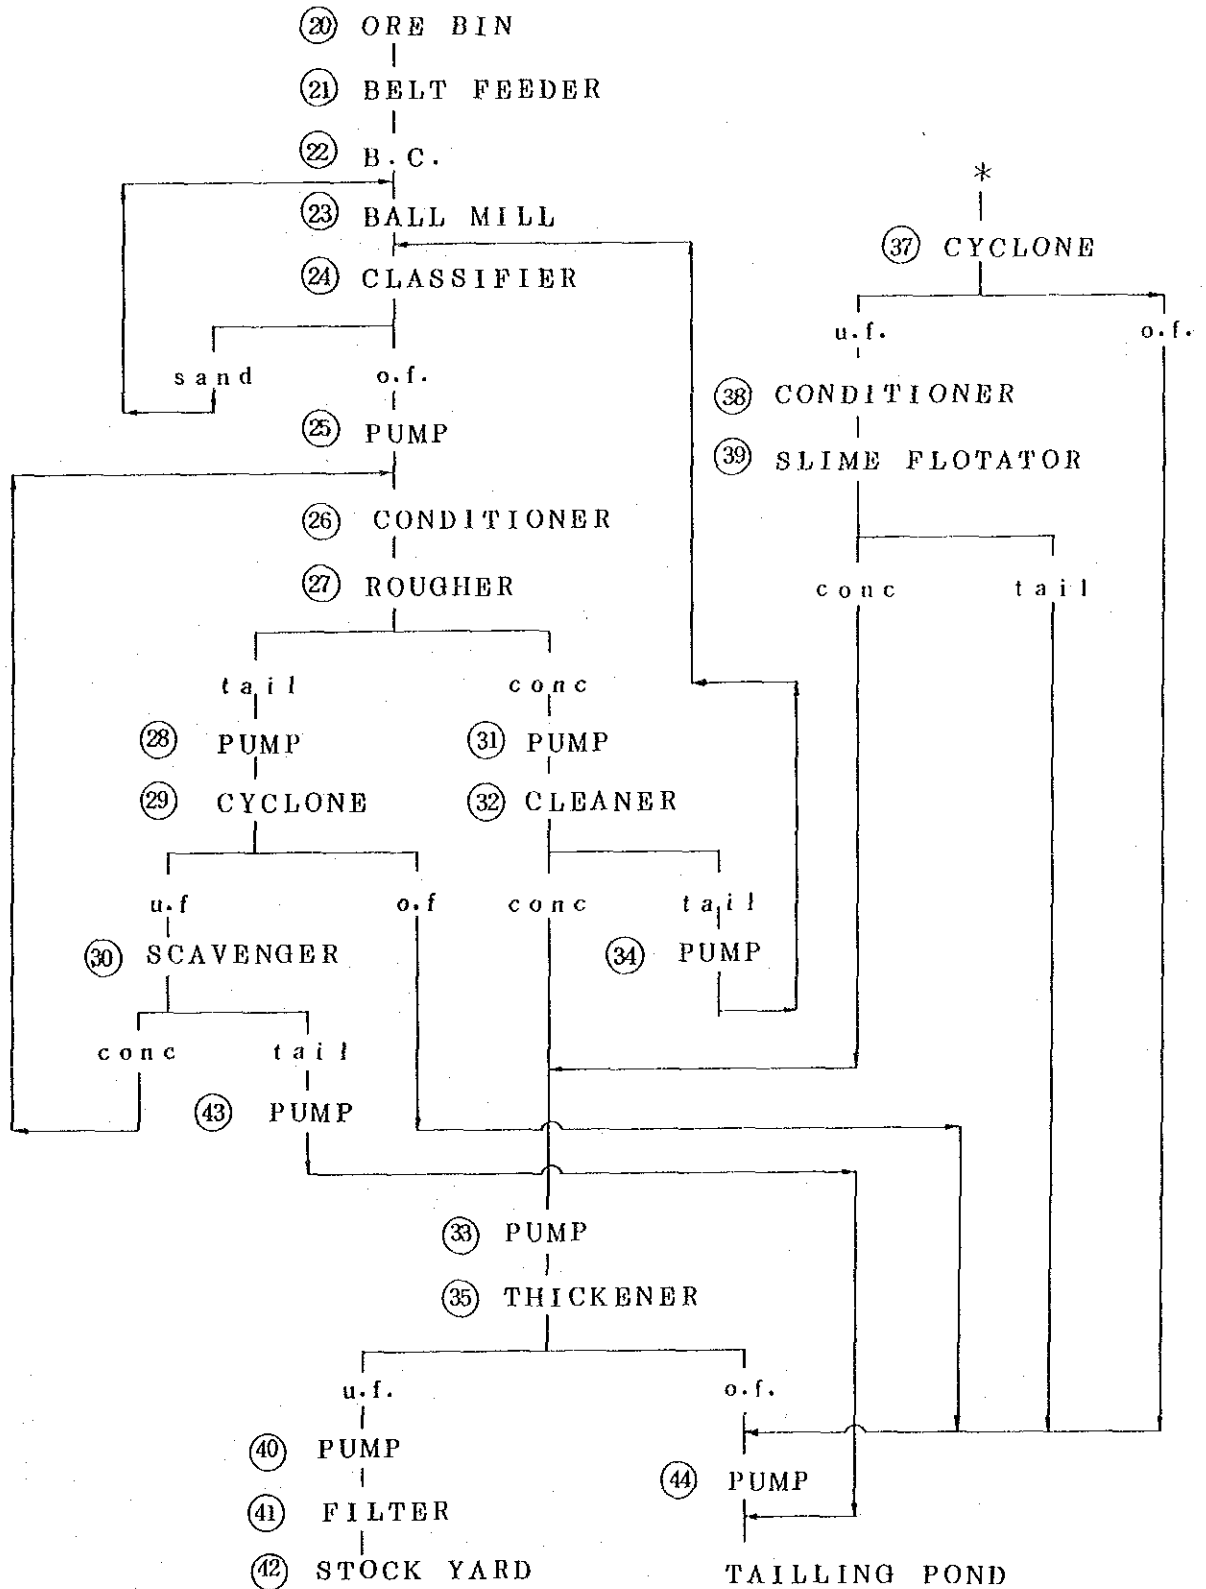 20 ORE BIN
21 BELT FEEDER
22 B.C.
23 BALL MILL
24 CLASSIFIER
sand o.f.
25 PUMP
26 CONDITIONER
27 ROUGHER
tail conc
28 PUMP
29 CYCLONE
31 PUMP
32 CLEANER
u.f o.f
conc tail
30 SCAVENGER
34 PUMP
conc tail
43 PUMP
33 PUMP
35 THICKENER
u.f. o.f.
40 PUMP
41 FILTER
42 STOCK YARD
44 PUMP
TAILLING POND
*
37 CYCLONE
u.f. o.f.
38 CONDITIONER
39 SLIME FLOTATOR
conc tail